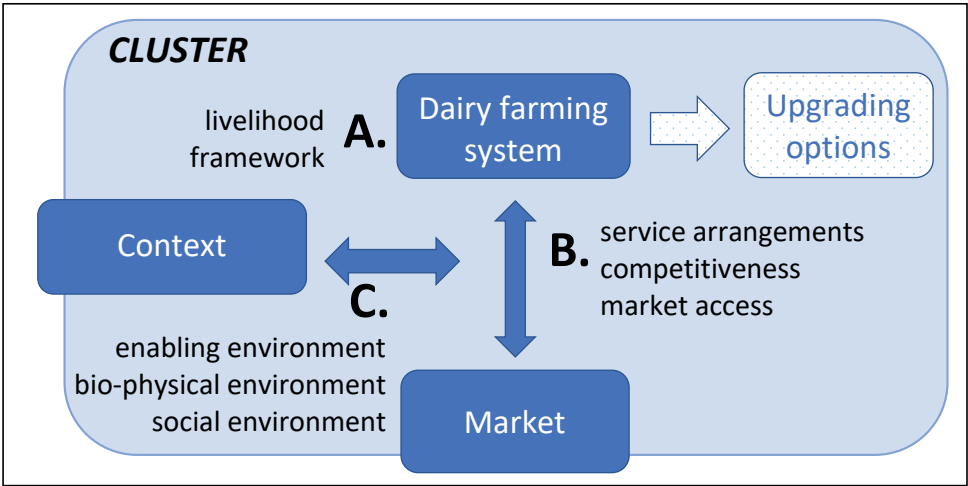 CLUSTER
livelihood
framework
A.
Dairy farming
system
Upgrading
options
Context
B.
service arrangements
competitiveness
market access
C.
enabling environment
bio-physical environment
social environment
Market